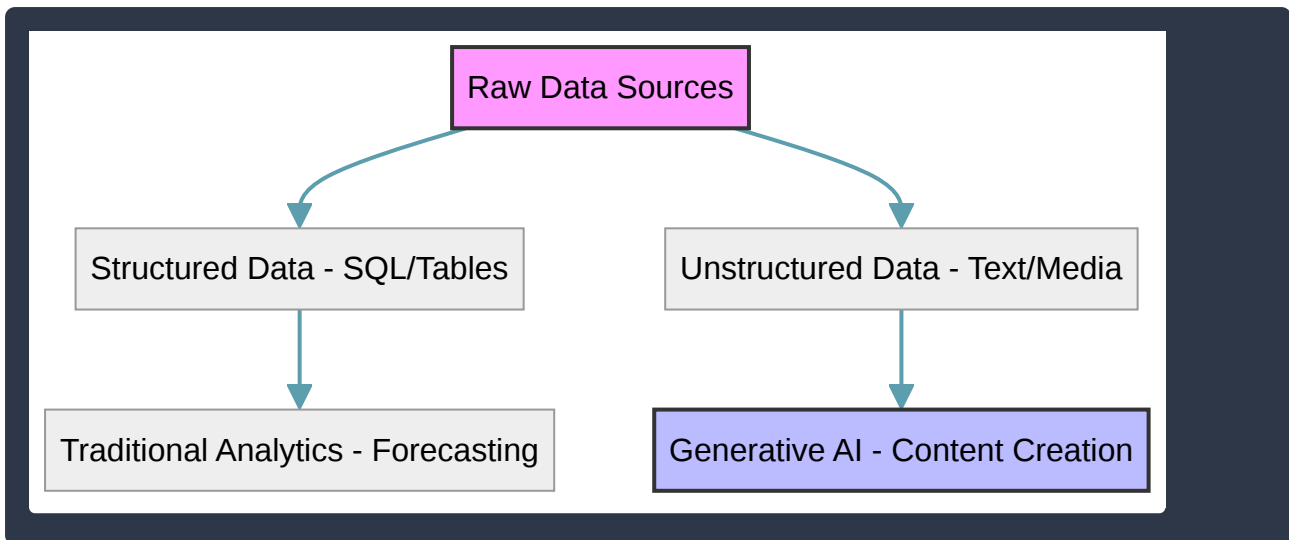 Raw Data Sources
Structured Data - SQL/Tables
Unstructured Data - Text/Media
Traditional Analytics - Forecasting
Generative AI - Content Creation